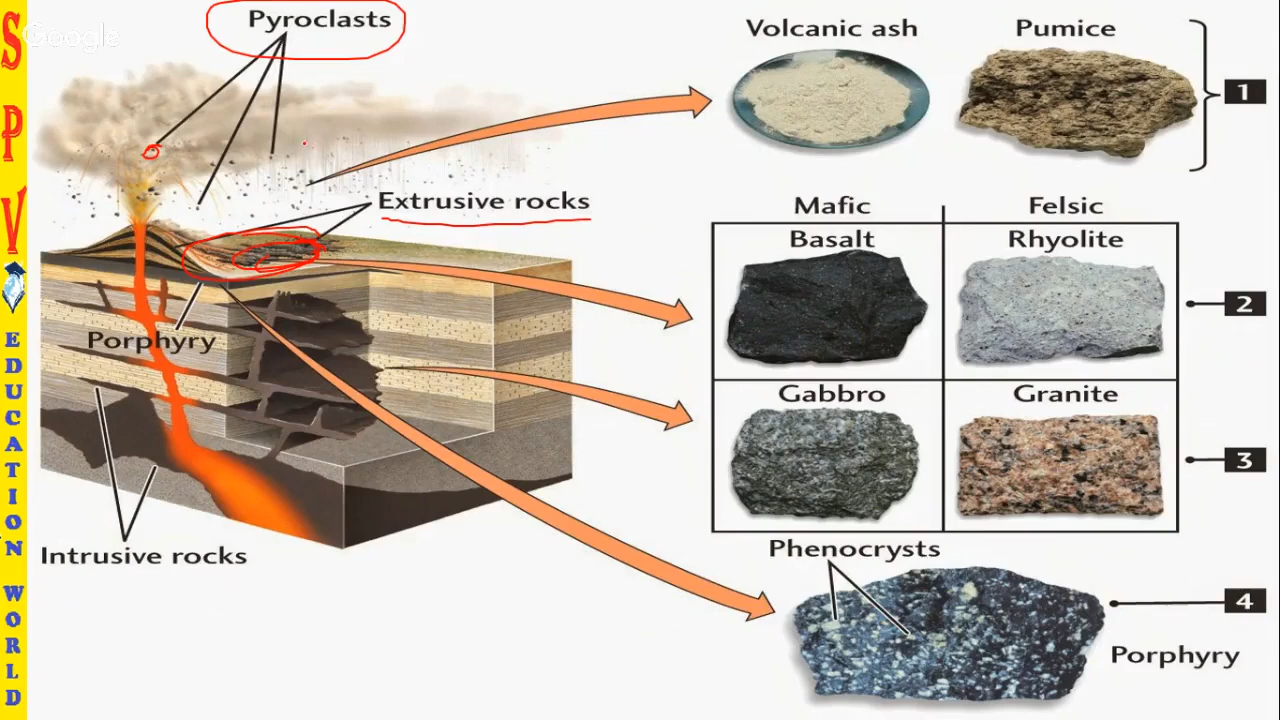 SPV
EDUCATION WORLD
Google
Pyroclasts
Volcanic ash
Pumice
1
Extrusive rocks
Mafic
Felsic
Basalt
Rhyolite
2
Porphyry
Gabbro
Granite
3
Intrusive rocks
Phenocrysts
4
Porphyry